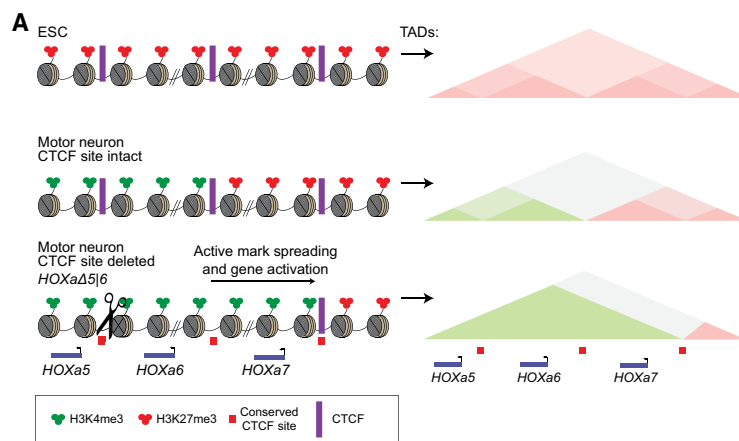 A
ESC
TADs:
Motor neuron
CTCF site intact
Motor neuron
CTCF site deleted
HOXaΔ5|6
Active mark spreading
and gene activation
HOXa5
HOXa6
HOXa7
HOXa5
HOXa6
HOXa7
H3K4me3
H3K27me3
Conserved
CTCF site
CTCF